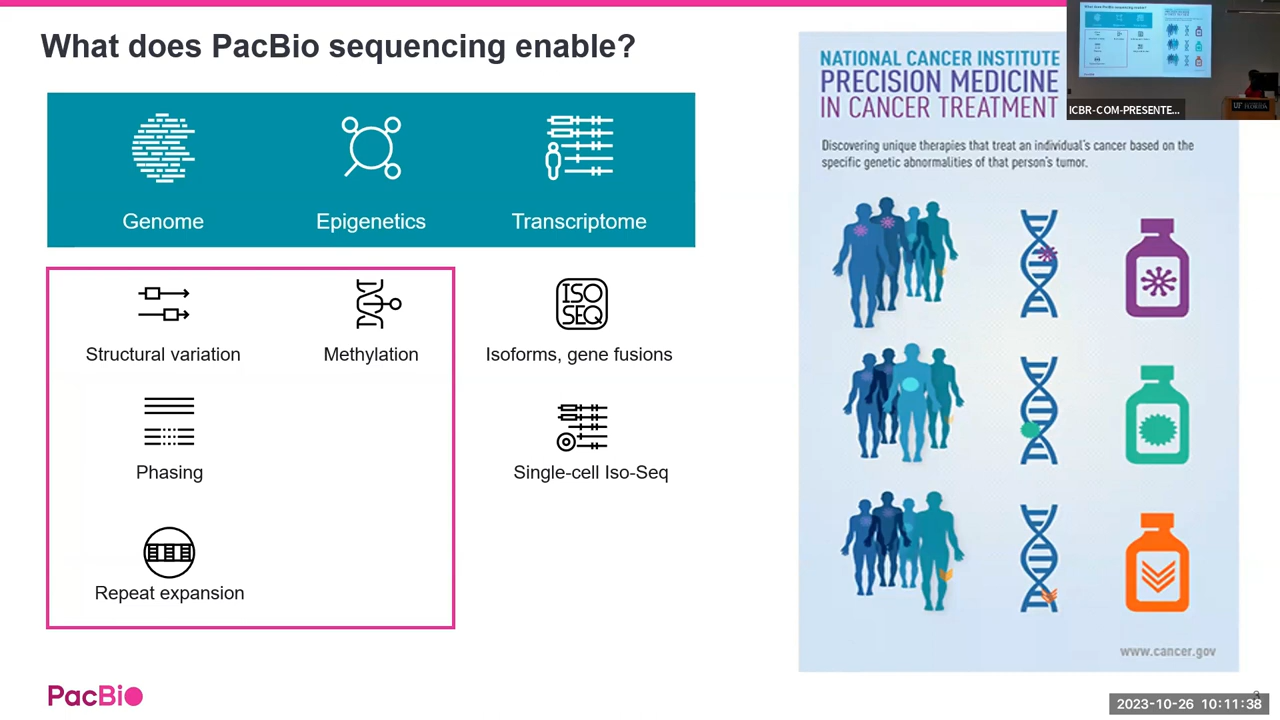 What does PacBio sequencing enable?
Genome
Epigenetics
Transcriptome
Structural variation
Methylation
ISO
SEQ
Isoforms, gene fusions
Phasing
Single-cell Iso-Seq
Repeat expansion
PacBio
NATIONAL CANCER INSTITUTE
PRECISION MEDICINE
IN CANCER TREATMENT
Discovering unique therapies that treat an individual's cancer based on the
specific genetic abnormalities of that person's tumor.
www.cancer.gov
ICBR-COM-PRESENTE...
3
2023-10-26 10:11:38